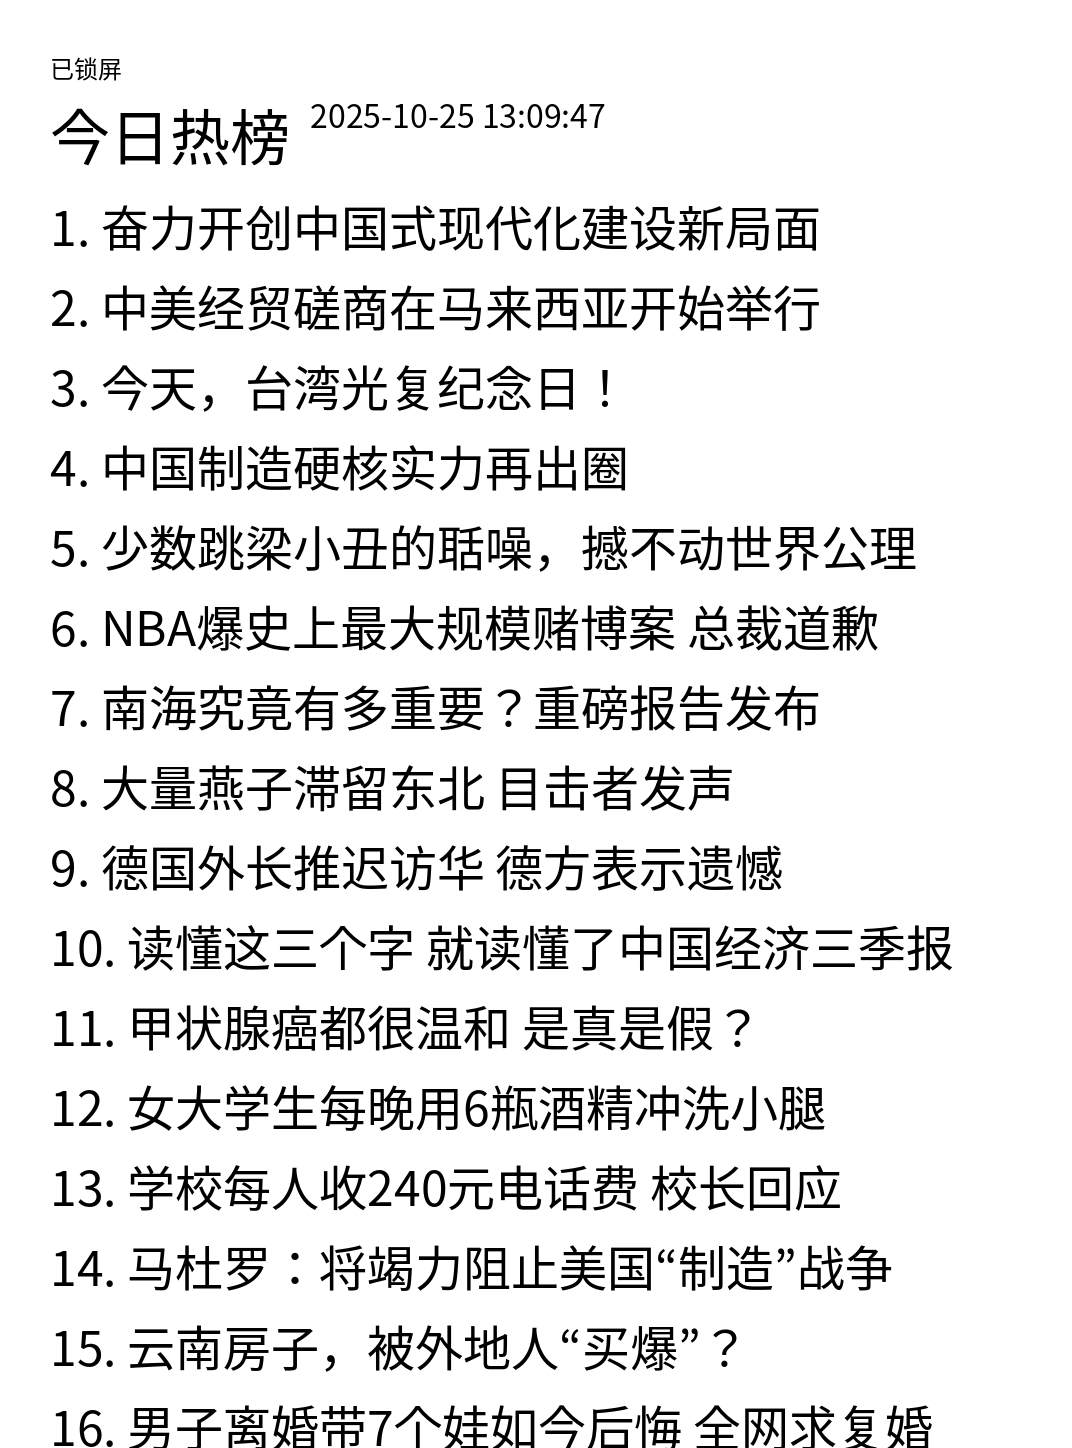 已锁屏
今日热榜 2025-10-25 13:09:47
1. 奋力开创中国式现代化建设新局面
2. 中美经贸磋商在马来西亚开始举行
3. 今天，台湾光复纪念日！
4. 中国制造硬核实力再出圈
5. 少数跳梁小丑的聒噪，撼不动世界公理
6. NBA爆史上最大规模赌博案 总裁道歉
7. 南海究竟有多重要？重磅报告发布
8. 大量燕子滞留东北 目击者发声
9. 德国外长推迟访华 德方表示遗憾
10. 读懂这三个字 就读懂了中国经济三季报
11. 甲状腺癌都很温和 是真是假？
12. 女大学生每晚用6瓶酒精冲洗小腿
13. 学校每人收240元电话费 校长回应
14. 马杜罗：将竭力阻止美国“制造”战争
15. 云南房子，被外地人“买爆”？
16. 男子离婚带7个娃如今后悔 全网求复婚